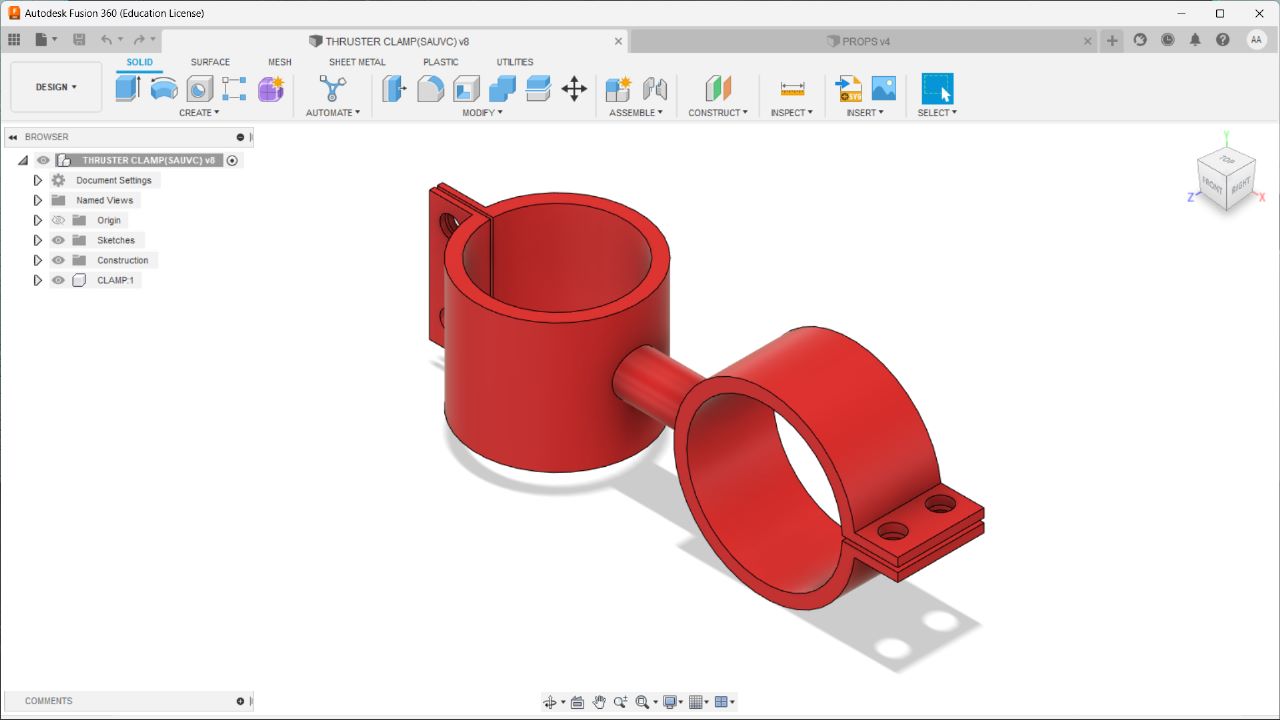 Autodesk Fusion 360 (Education License)
THRUSTER CLAMP(SAUVC) v8
PROPS v4
AA
DESIGN
SOLID
SURFACE
MESH
SHEET METAL
PLASTIC
UTILITIES
CREATE
AUTOMATE
MODIFY
ASSEMBLE
CONSTRUCT
INSPECT
INSERT
SELECT
BROWSER
THRUSTER CLAMP(SAUVC) v8
Document Settings
Named Views
Origin
Sketches
Construction
CLAMP:1
Y
TOP
FRONT
RIGHT
Z
X
COMMENTS